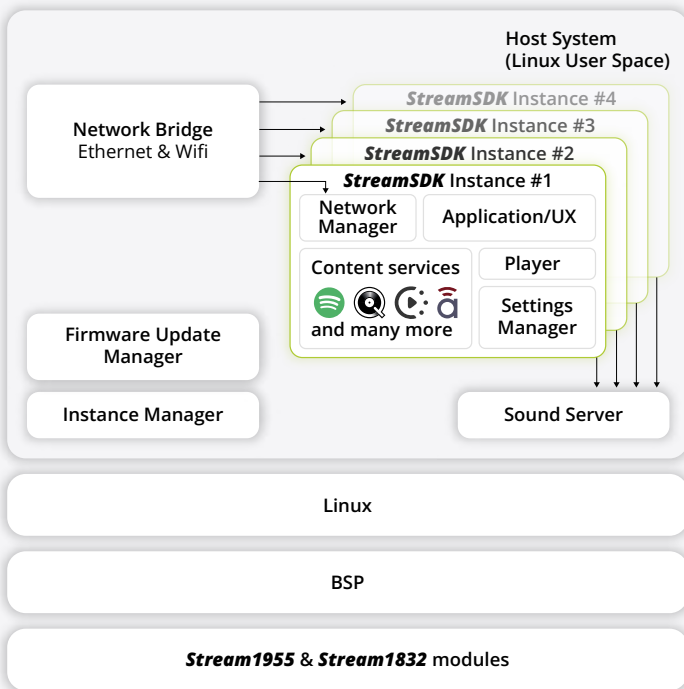 Host System
(Linux User Space)
Network Bridge
Ethernet & Wifi
StreamSDK Instance #4
StreamSDK Instance #3
StreamSDK Instance #2
StreamSDK Instance #1
Network
Manager
Application/UX
Content services
and many more
Player
Settings
Manager
Firmware Update
Manager
Instance Manager
Sound Server
Linux
BSP
Stream1955 & Stream1832 modules